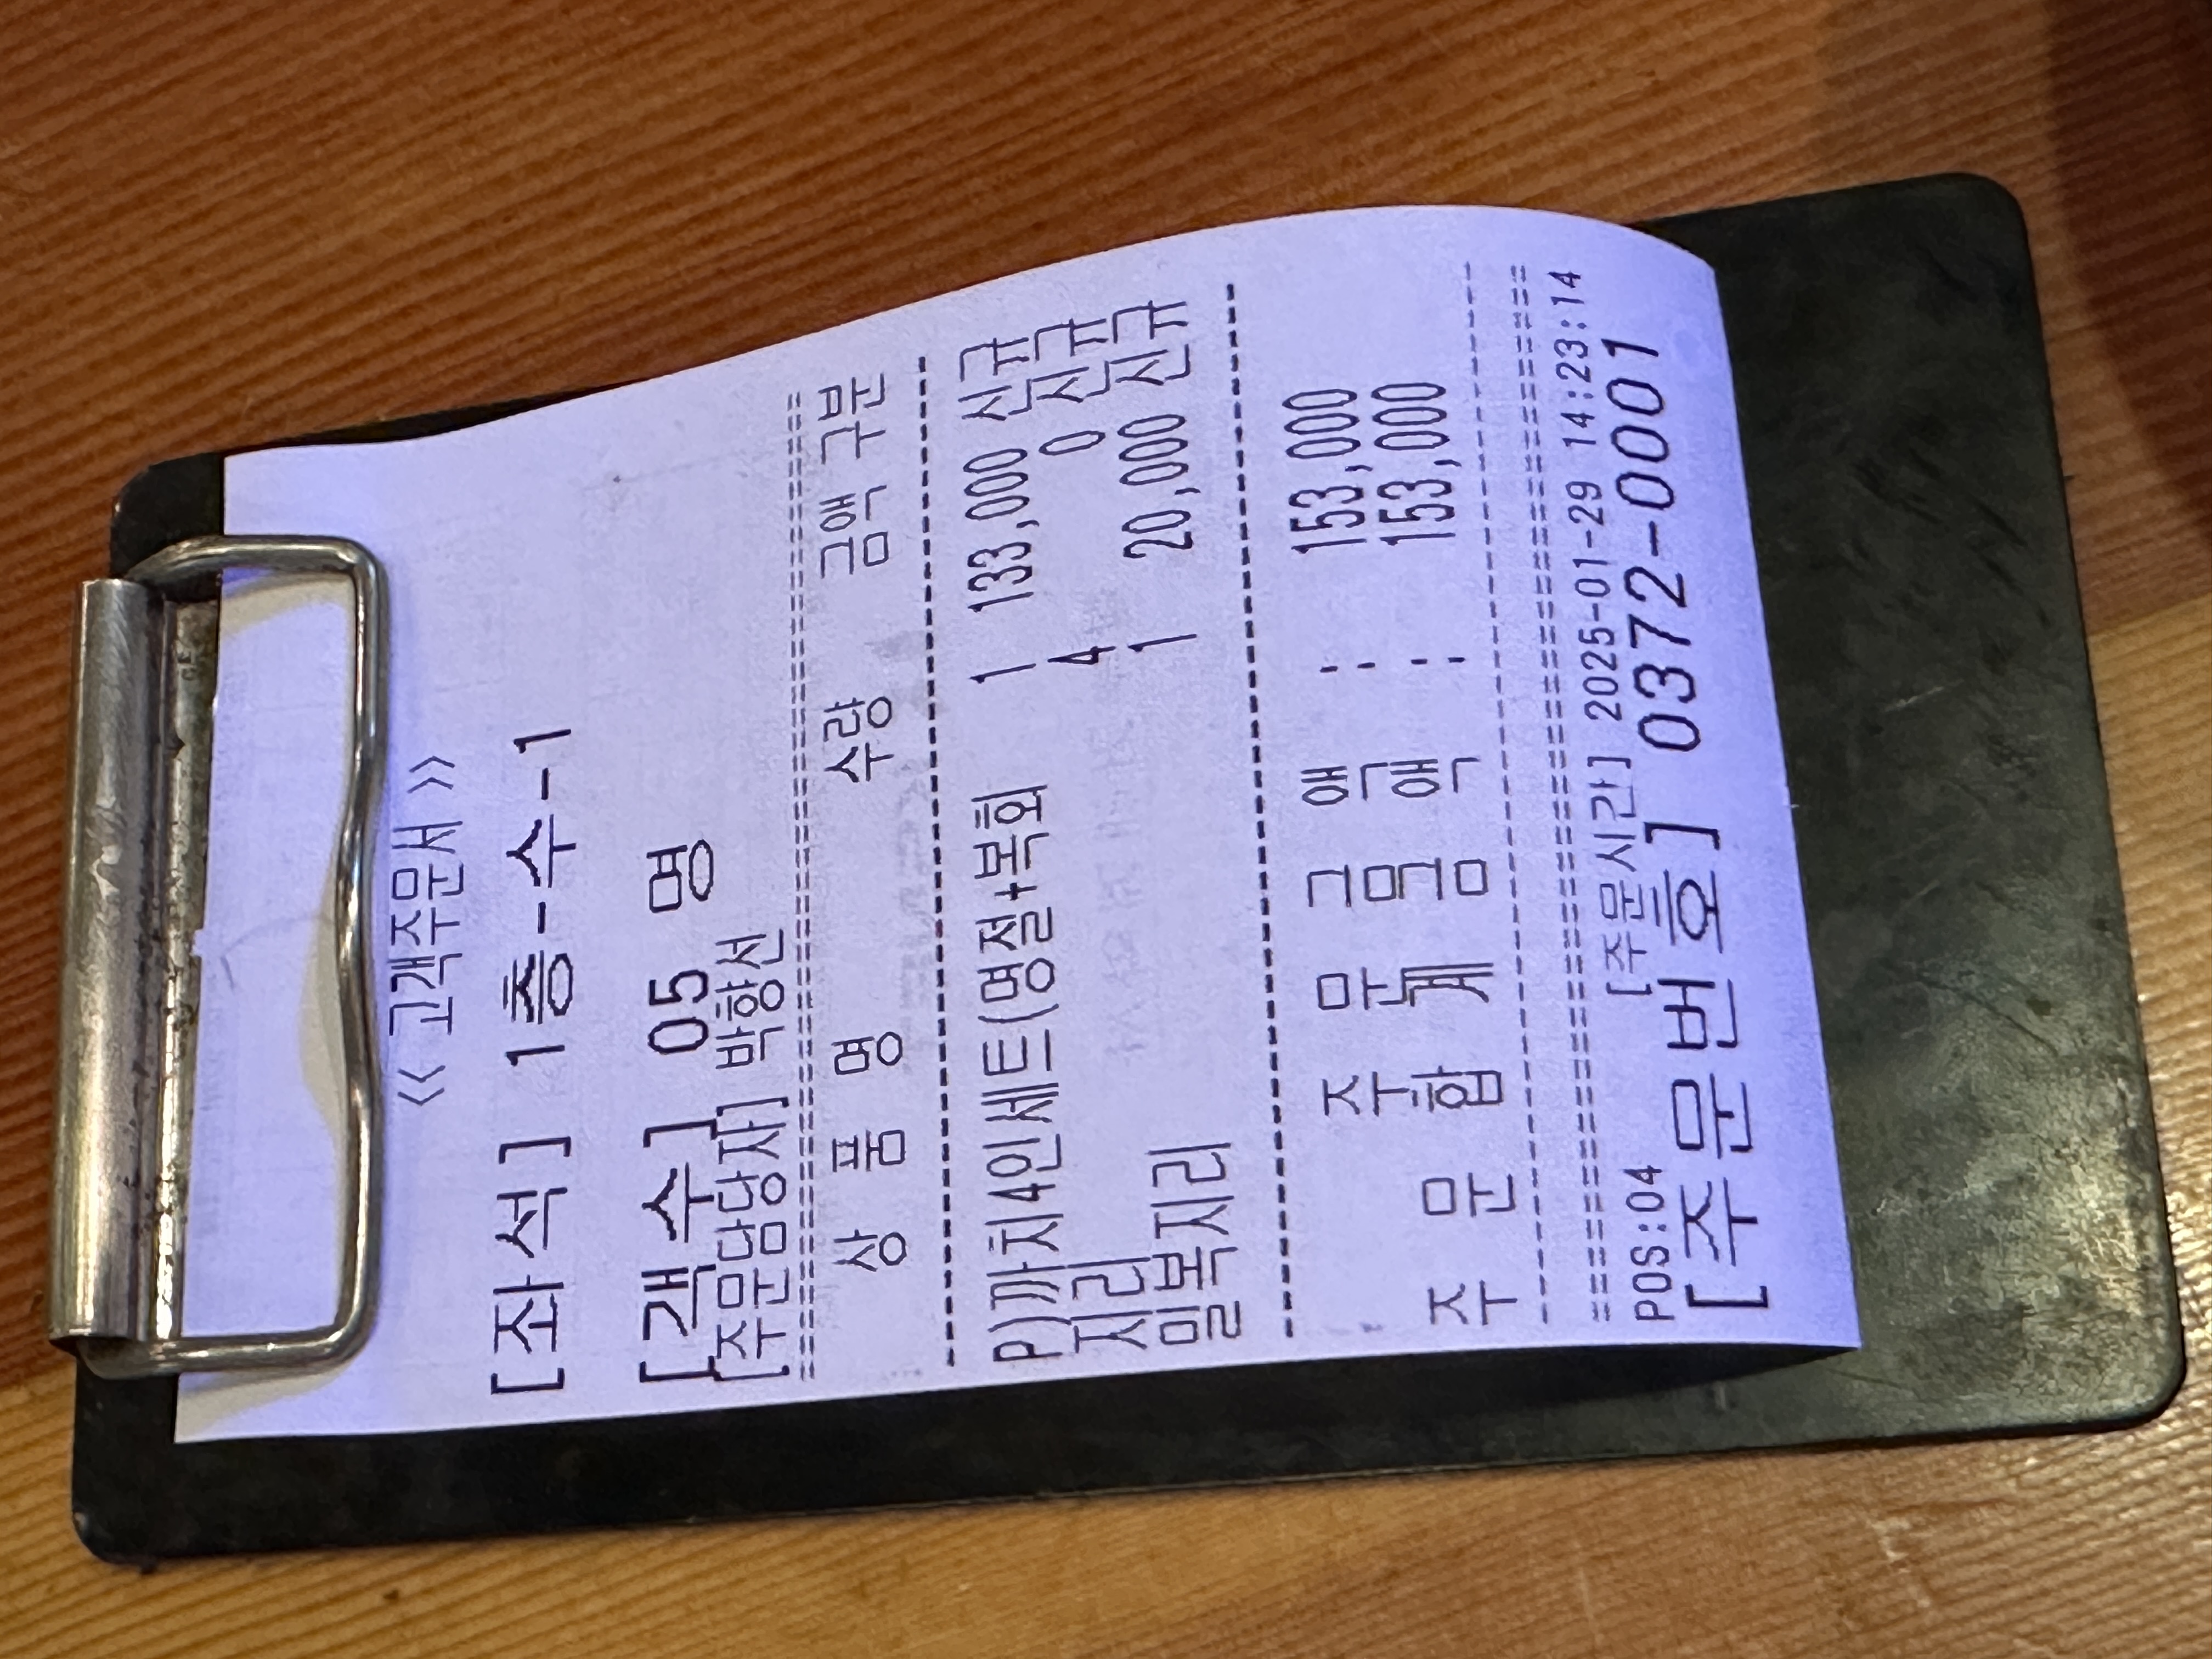 << 고객주문서 >>
[좌석] 1층-수-1
[객수] 05 명
[주문담당자] 박향선
상 품 명 수량 금액 구분
P)까치4인세트(명절+복회 1 133,000 신규
지리 4 0 신규
밀복지리 1 20,000 신규
주 문 금 액 : 153,000
주 문 합 계 금 액 : 153,000
POS:04 [주문시간] 2025-01-29 14:23:14
[주문번호] 0372-0001